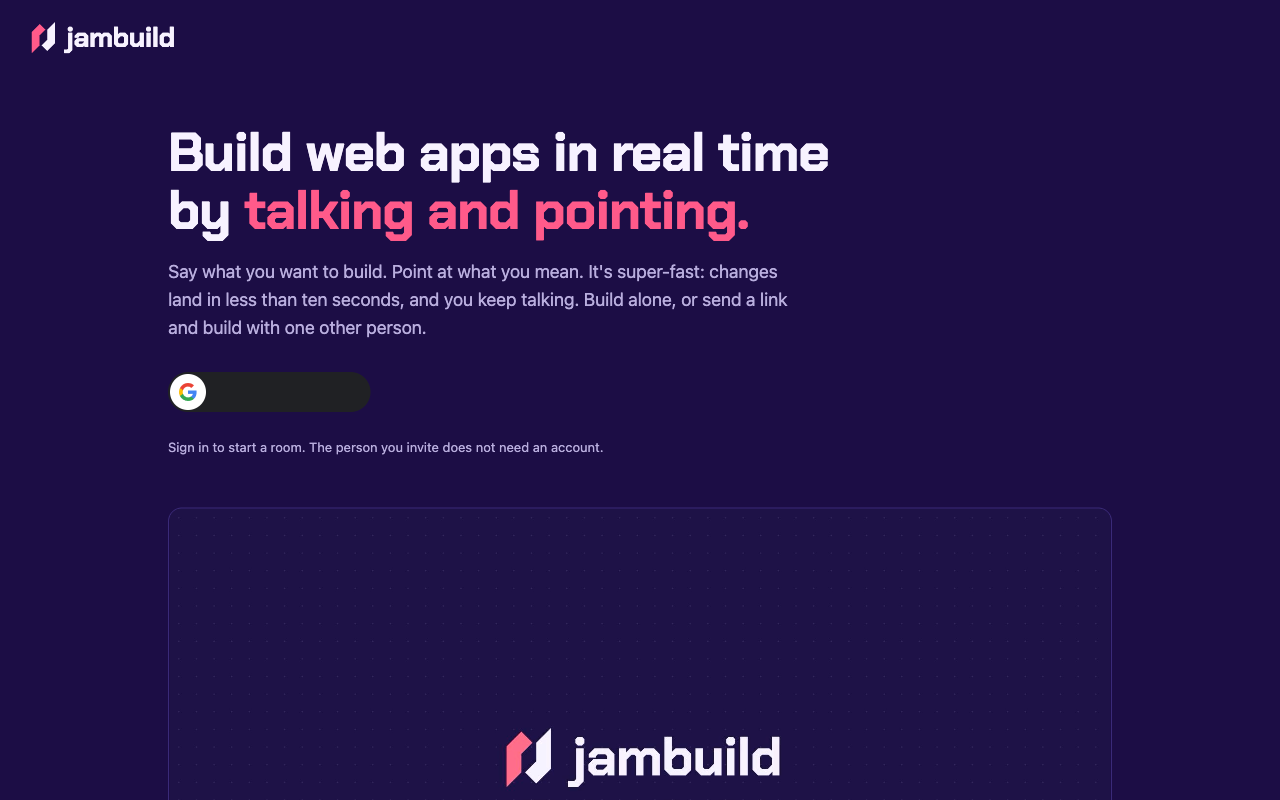 jambuild
Build web apps in real time
by talking and pointing.
Say what you want to build. Point at what you mean. It's super-fast: changes
land in less than ten seconds, and you keep talking. Build alone, or send a link
and build with one other person.
Sign in to start a room. The person you invite does not need an account.
jambuild